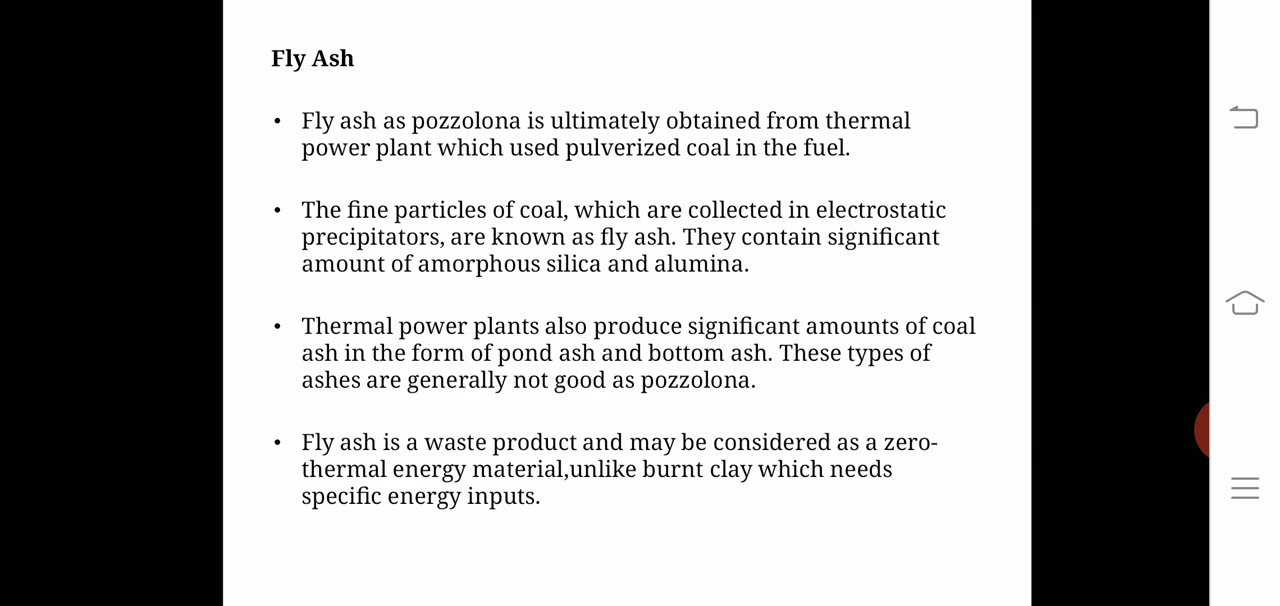 Fly Ash
• Fly ash as pozzolona is ultimately obtained from thermal
power plant which used pulverized coal in the fuel.
• The fine particles of coal, which are collected in electrostatic
precipitators, are known as fly ash. They contain significant
amount of amorphous silica and alumina.
• Thermal power plants also produce significant amounts of coal
ash in the form of pond ash and bottom ash. These types of
ashes are generally not good as pozzolona.
• Fly ash is a waste product and may be considered as a zero-
thermal energy material,unlike burnt clay which needs
specific energy inputs.